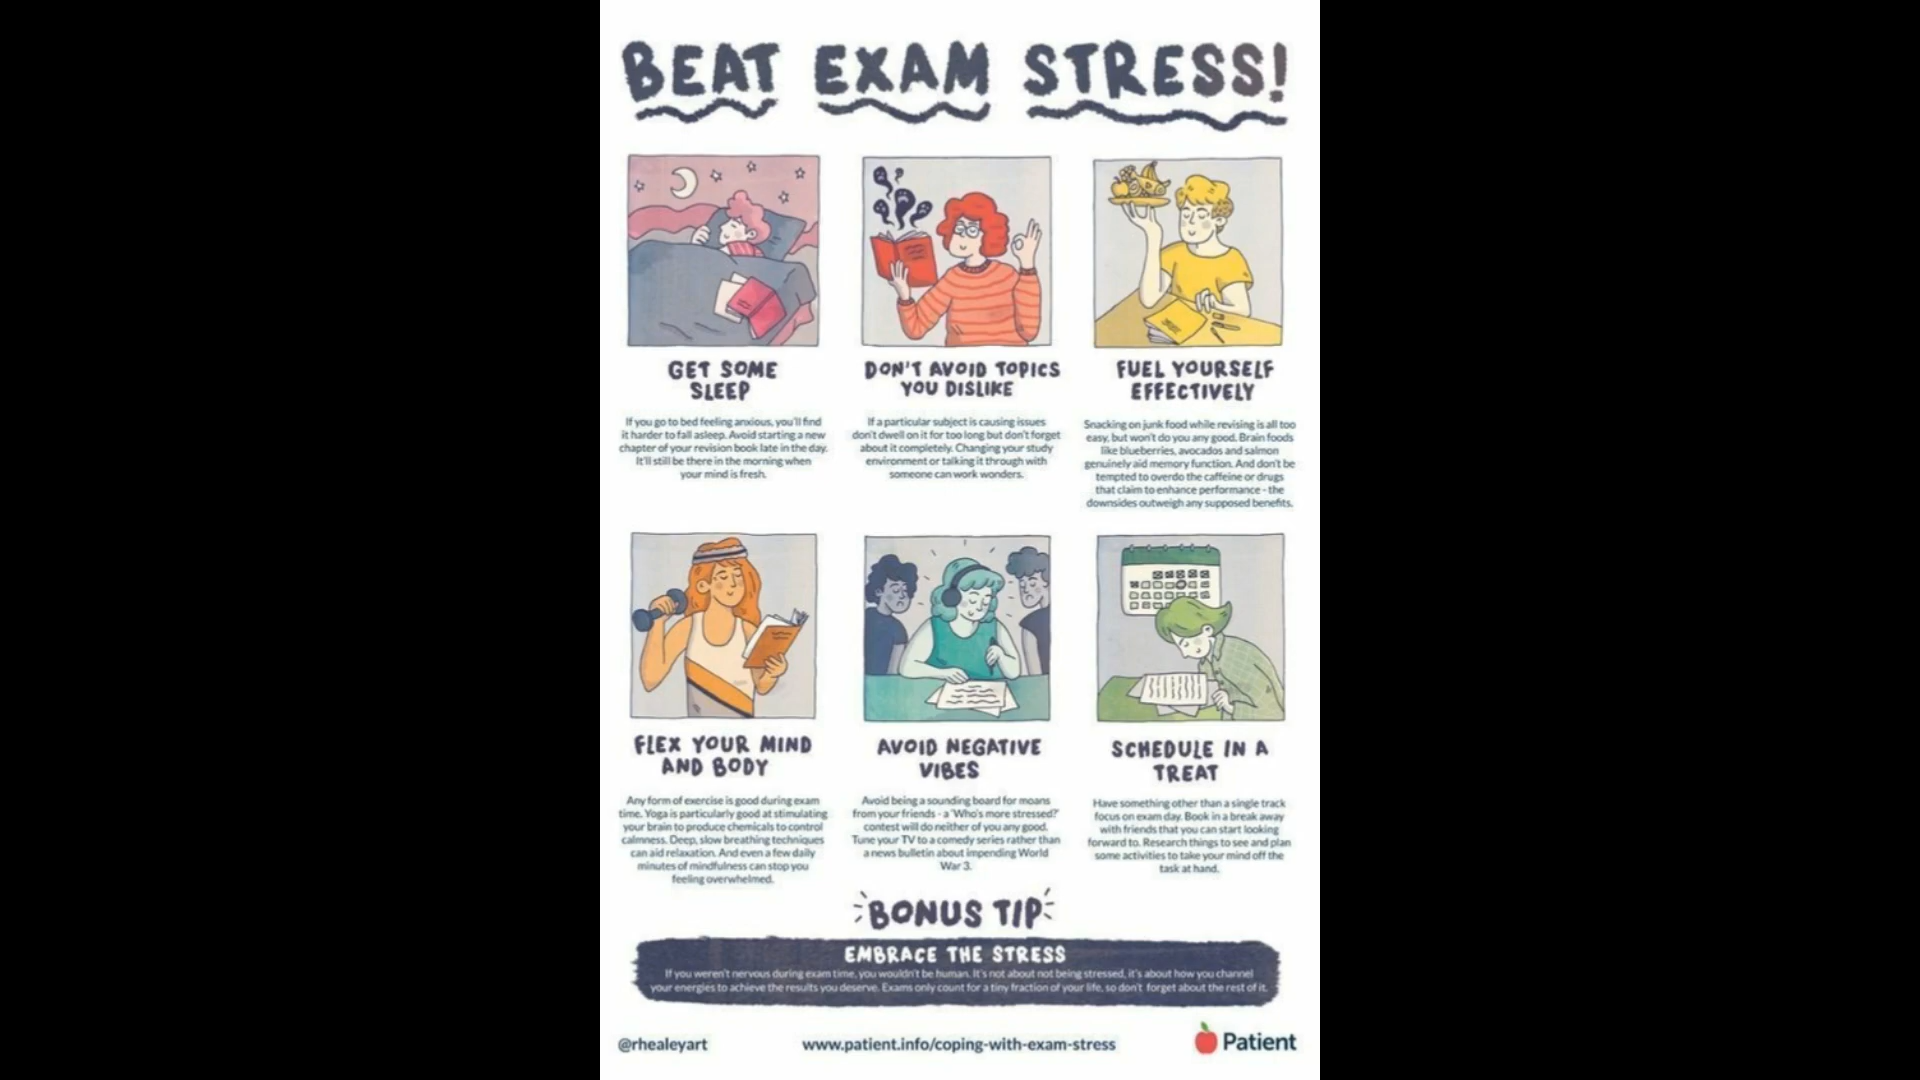 BEAT EXAM STRESS!
GET SOME
SLEEP
If you go to bed feeling anxious, you'll find
it harder to fall asleep. Avoid starting a new
chapter of your revision book late in the day.
It'll still be there in the morning when
your mind is fresh.
DON'T AVOID TOPICS
YOU DISLIKE
If a particular subject is causing issues
don't dwell on it for too long but don't forget
about it completely. Changing your study
environment or talking it through with
someone can work wonders.
FUEL YOURSELF
EFFECTIVELY
Snacking on junk food while revising is all too
easy, but won't do you any good. Brain foods
like blueberries, avocados and salmon
genuinely aid memory function. And don't be
tempted to overdo the caffeine or drugs
that claim to enhance performance - the
downsides outweigh any supposed benefits.
FLEX YOUR MIND
AND BODY
Any form of exercise is good during exam
time. Yoga is particularly good at stimulating
your brain to produce chemicals to control
calmness. Deep, slow breathing techniques
can aid relaxation. And even a few daily
minutes of mindfulness can stop you
feeling overwhelmed.
AVOID NEGATIVE
VIBES
Avoid being a sounding board for moans
from your friends - a 'Who's more stressed?'
contest will do neither of you any good.
Tune your TV to a comedy series rather than
a news bulletin about impending World
War 3.
SCHEDULE IN A
TREAT
Have something other than a single track
focus on exam day. Book in a break away
with friends that you can start looking
forward to. Research things to see and plan
some activities to take your mind off the
task at hand.
BONUS TIP
EMBRACE THE STRESS
If you weren't nervous during exam time, you wouldn't be human. It's not about not being stressed, it's about how you channel
your energies to achieve the results you deserve. Exams only count for a tiny fraction of your life, so don't forget about the rest of it.
@rhealeyart
www.patient.info/coping-with-exam-stress
Patient